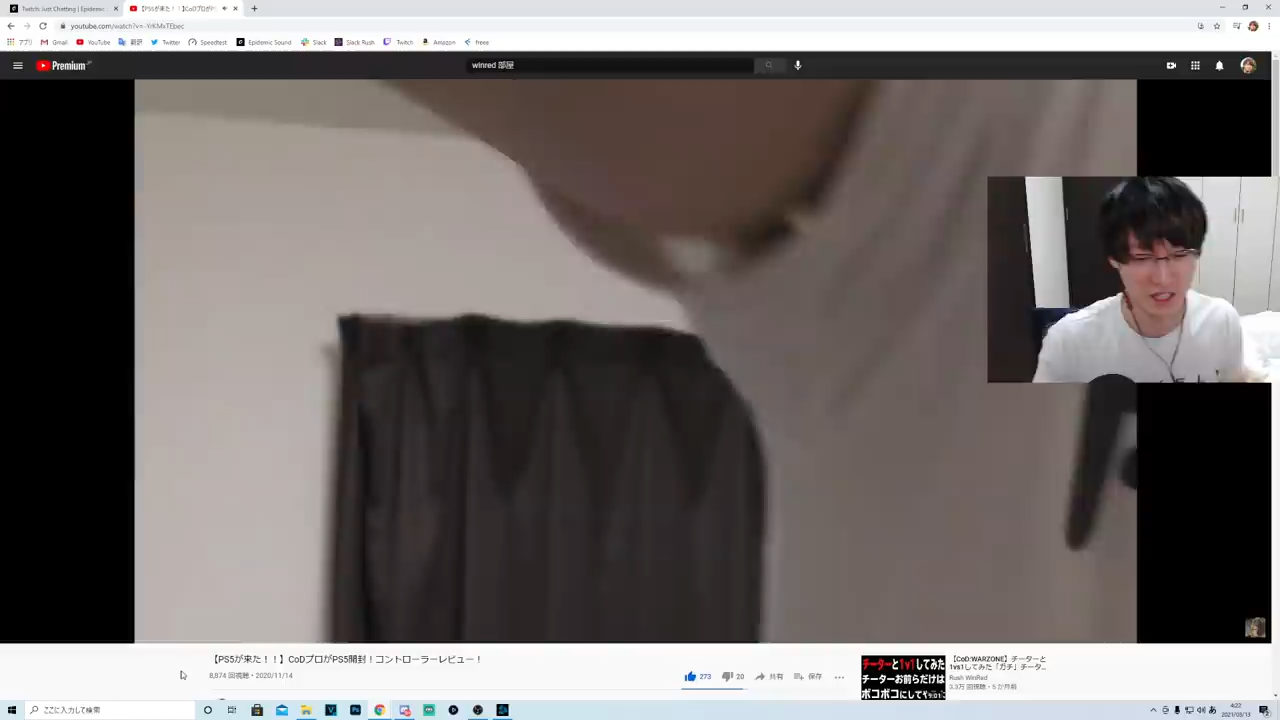 Twitch: Just Chatting | Epidemic
【PS5が来た！！】CoDプロがPS
youtube.com/watch?v=-YrKMxTEbec
アプリ Gmail YouTube 翻訳 Twitter Speedtest Epidemic Sound Slack Slack Rush Twitch Amazon
Premium JP winred 部屋
【PS5が来た！！】CoDプロがPS5開封！コントローラーレビュー！
8,874 回視聴・2020/11/14
273 20 共有 保存
チーターと1v1してみた
チーターお前らだけは
ボコボコにしてや
【CoD:WARZONE】チーターと
1vs1してみた「ガチ」チータ...
Rush WinRed
3.3万 回視聴・5 か月前
ここに入力して検索
あ 4:22
2021/03/13